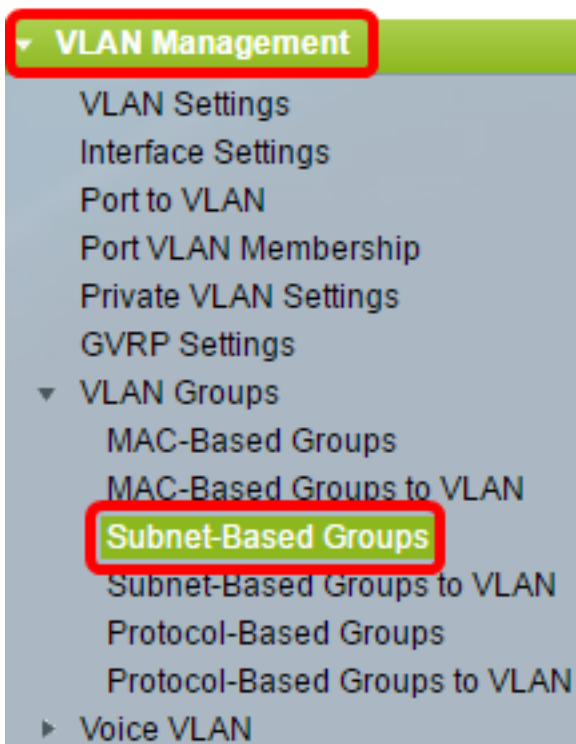 VLAN Management
VLAN Settings
Interface Settings
Port to VLAN
Port VLAN Membership
Private VLAN Settings
GVRP Settings
VLAN Groups
MAC-Based Groups
MAC-Based Groups to VLAN
Subnet-Based Groups
Subnet-Based Groups to VLAN
Protocol-Based Groups
Protocol-Based Groups to VLAN
Voice VLAN